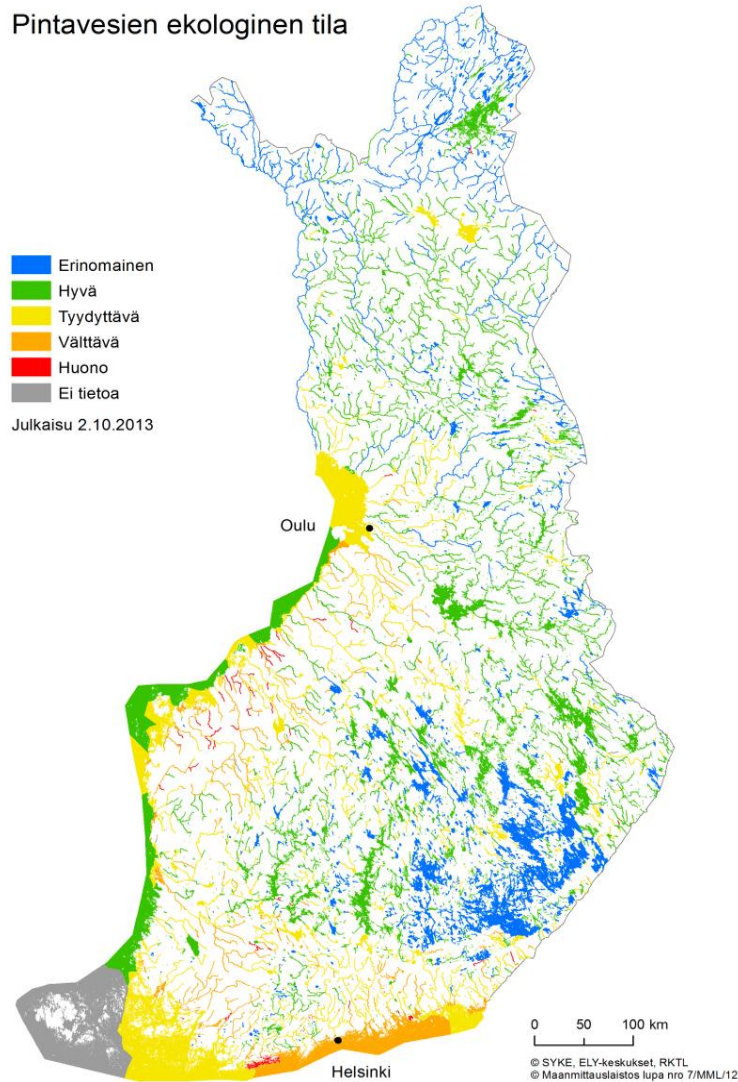 Pintavesien ekologinen tila
Erinomainen
Hyvä
Tyydyttävä
Välttävä
Huono
Ei tietoa
Julkaisu 2.10.2013
Oulu
Helsinki
0 50 100 km
© SYKE, ELY-keskukset, RKTL
© Maanmittauslaistos lupa nro 7/MML/12